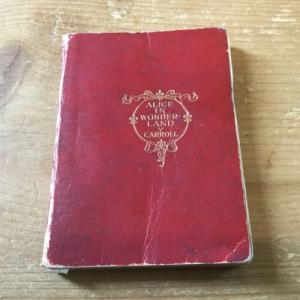 ALICE
IN
WONDER-
LAND
CARROLL